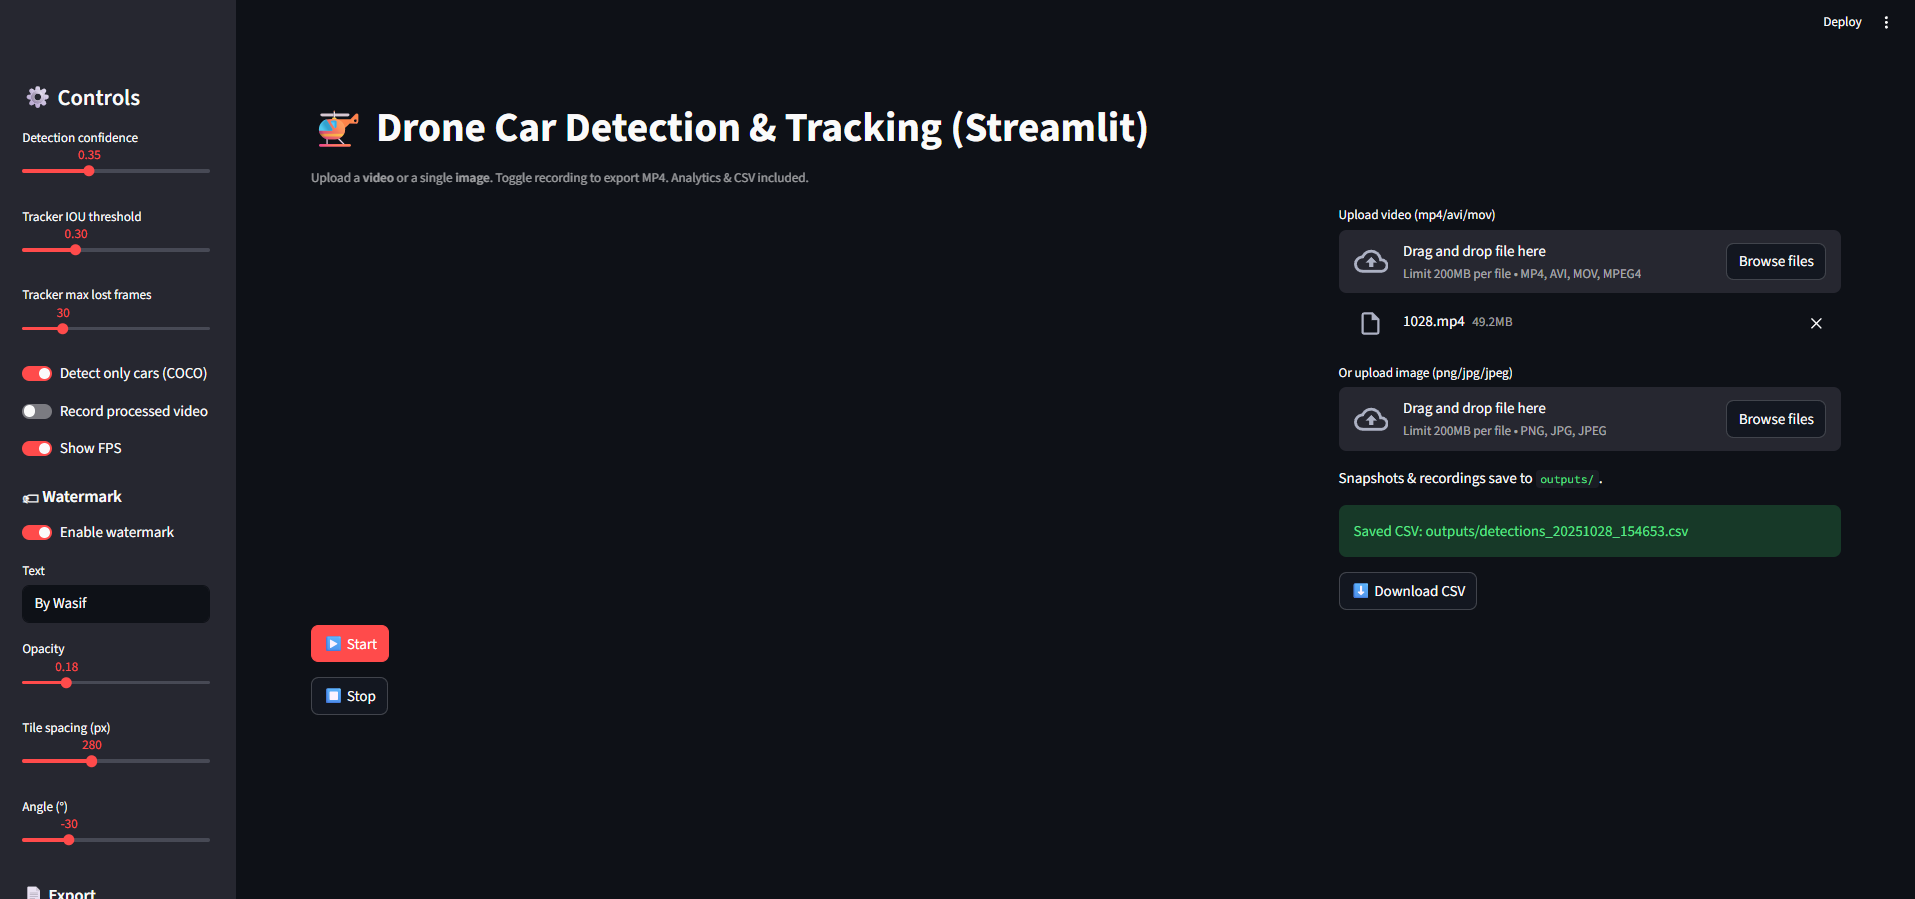 Deploy
Controls
Detection confidence
0.35
Tracker IOU threshold
0.30
Tracker max lost frames
30
Detect only cars (COCO)
Record processed video
Show FPS
Watermark
Enable watermark
Text
By Wasif
Opacity
0.18
Tile spacing (px)
280
Angle (°)
-30
Export
Drone Car Detection & Tracking (Streamlit)
Upload a video or a single image. Toggle recording to export MP4. Analytics & CSV included.
Start
Stop
Upload video (mp4/avi/mov)
Drag and drop file here
Limit 200MB per file • MP4, AVI, MOV, MPEG4
Browse files
1028.mp4 49.2MB
Or upload image (png/jpg/jpeg)
Drag and drop file here
Limit 200MB per file • PNG, JPG, JPEG
Browse files
Snapshots & recordings save to outputs/ .
Saved CSV: outputs/detections_20251028_154653.csv
Download CSV